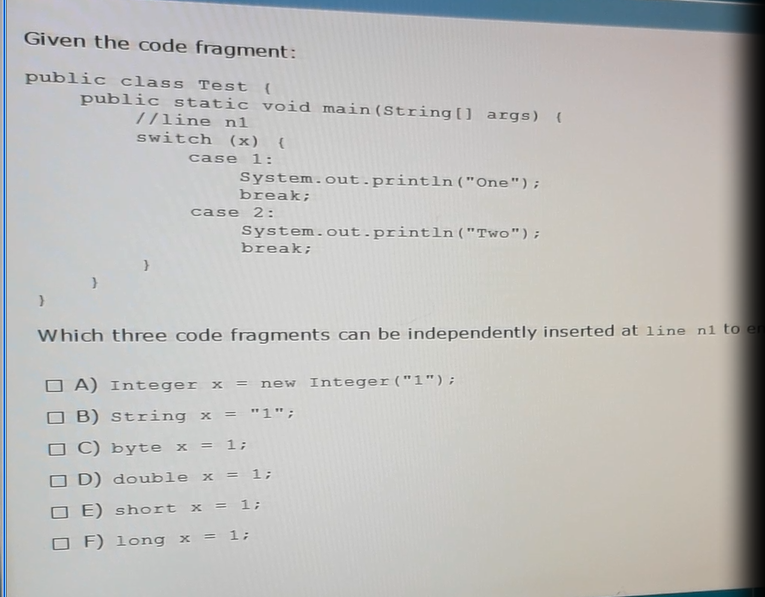 Given the code fragment:
public class Test {
public static void main(String[] args) {
//line n1
switch (x) {
case 1:
System.out.println("One");
break;
case 2:
System.out.println("Two");
break;
}
}
}
Which three code fragments can be independently inserted at line n1 to
A) Integer x = new Integer("1");
B) String x = "1";
C) byte x = 1;
D) double x = 1;
E) short x = 1;
F) long x = 1;